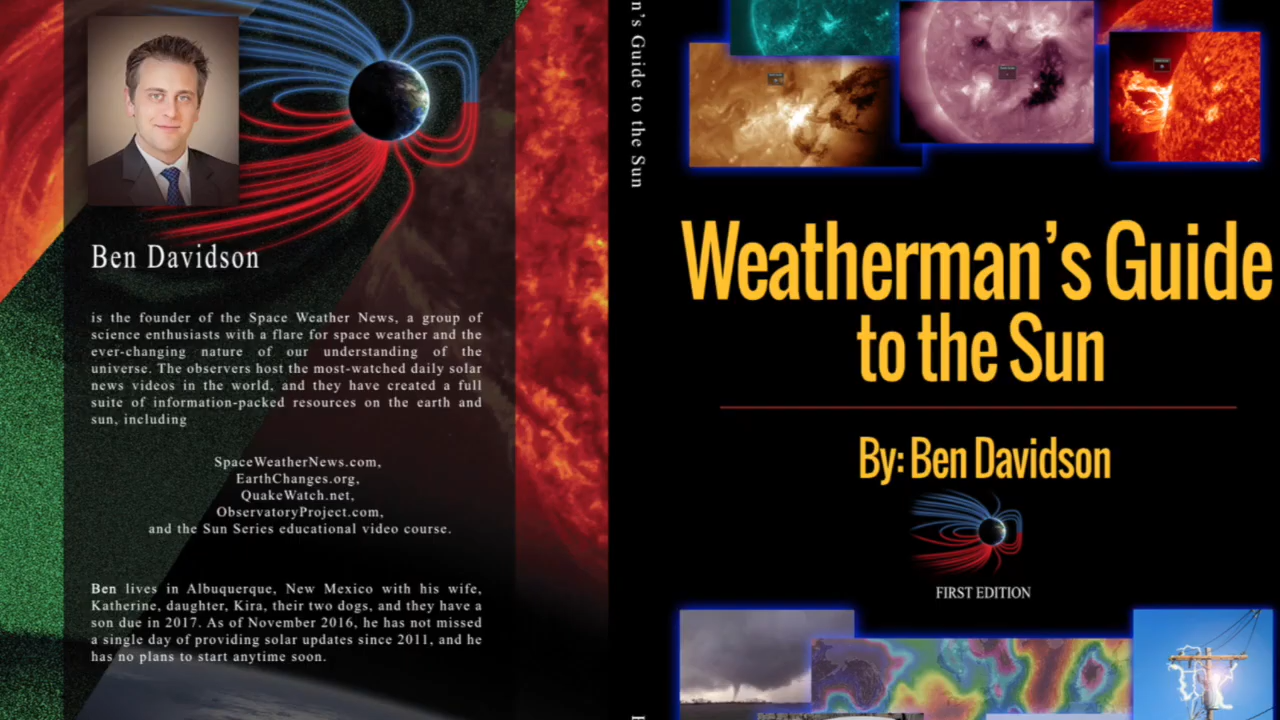 Ben Davidson
is the founder of the Space Weather News, a group of
science enthusiasts with a flare for space weather and the
ever-changing nature of our understanding of the
universe. The observers host the most-watched daily solar
news videos in the world, and they have created a full
suite of information-packed resources on the earth and
sun, including
SpaceWeatherNews.com,
EarthChanges.org,
QuakeWatch.net,
ObservatoryProject.com,
and the Sun Series educational video course.
Ben lives in Albuquerque, New Mexico with his wife,
Katherine, daughter, Kira, their two dogs, and they have a
son due in 2017. As of November 2016, he has not missed
a single day of providing solar updates since 2011, and he
has no plans to start anytime soon.
n's Guide to the Sun
Weatherman's Guide
to the Sun
By: Ben Davidson
FIRST EDITION